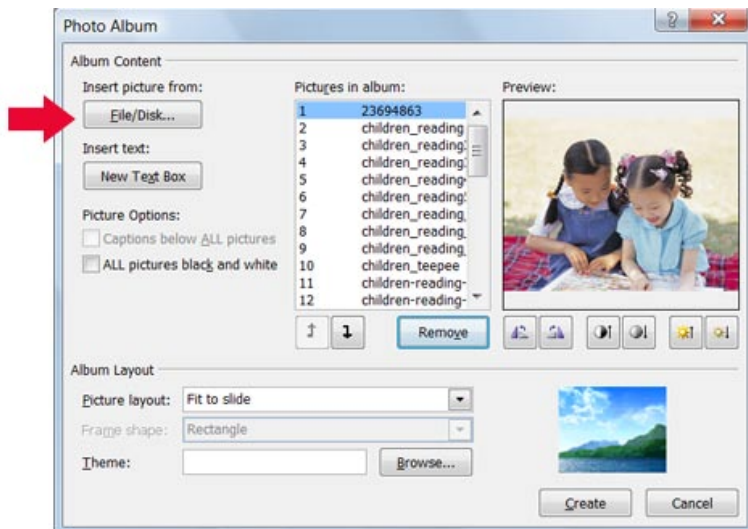 Photo Album
Album Content
Insert picture from:
File/Disk...
Insert text:
New Text Box
Picture Options:
Captions below ALL pictures
ALL pictures black and white
Pictures in album:
1 23694863
2 children_reading
3 children_reading
4 children_reading
5 children_reading
6 children_reading
7 children_reading_
8 children_reading_
9 children_reading_
10 children_teepee
11 children-reading-
12 children-reading-
Remove
Preview:
Album Layout
Picture layout: Fit to slide
Frame shape: Rectangle
Theme:
Browse...
Create Cancel